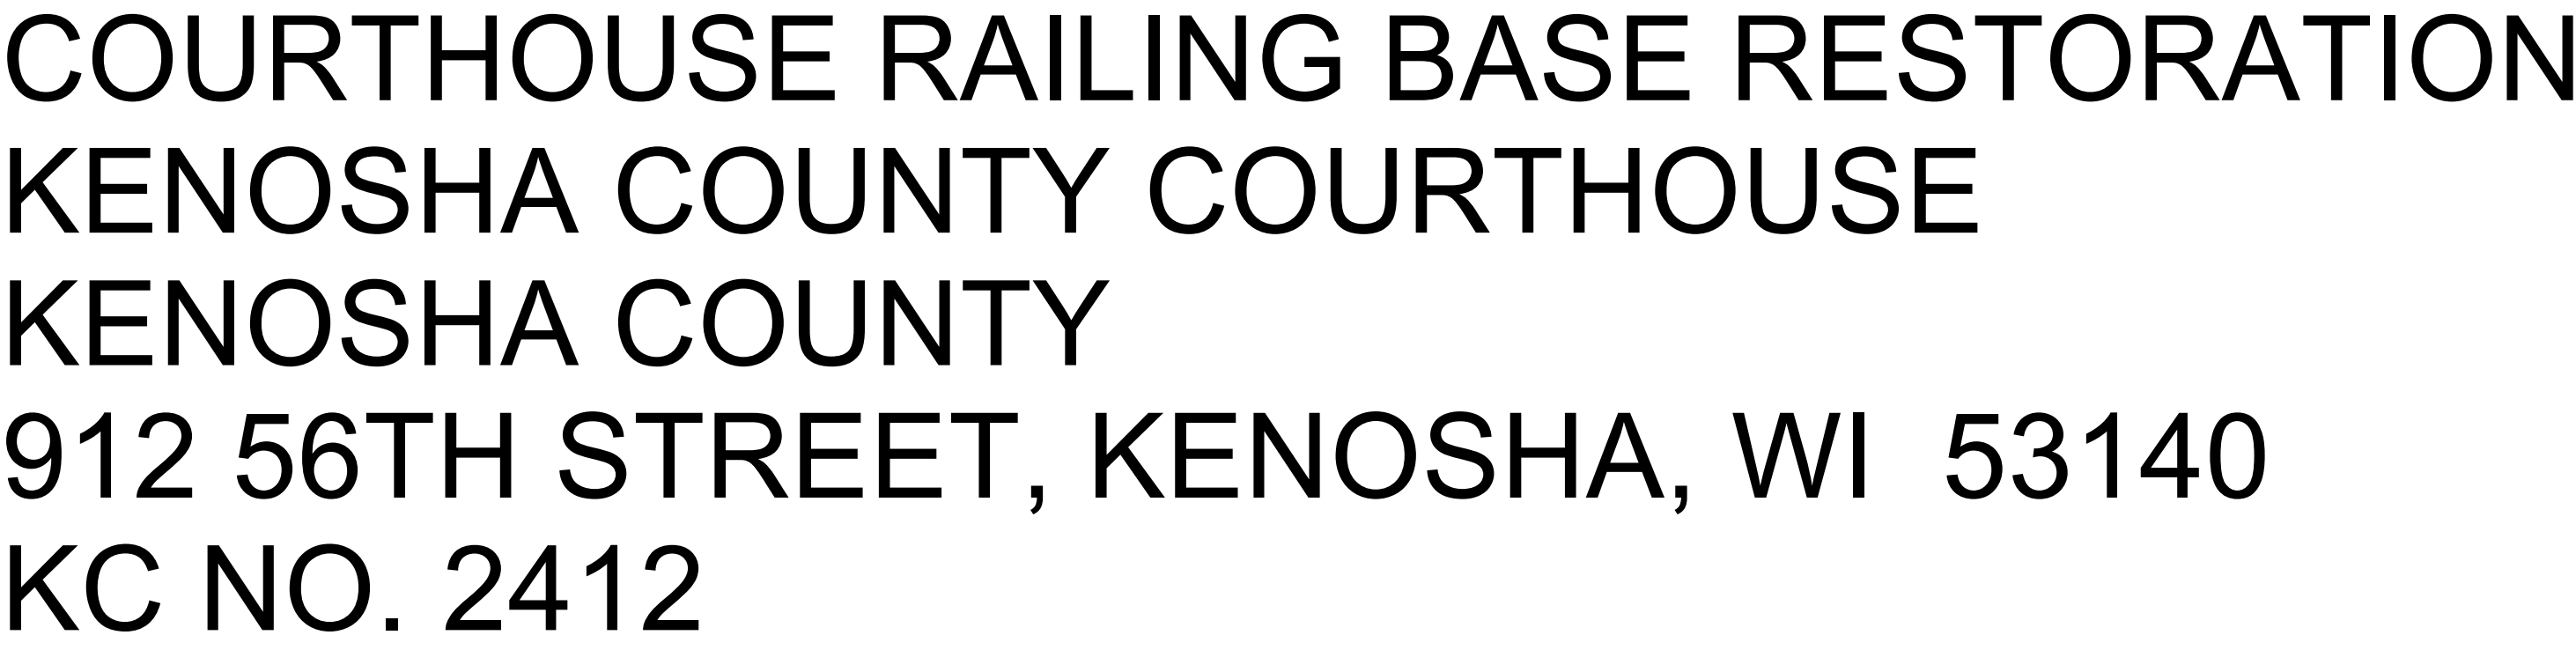 COURTHOUSE RAILING BASE RESTORATION
KENOSHA COUNTY COURTHOUSE
KENOSHA COUNTY
912 56TH STREET, KENOSHA, WI  53140
KC NO. 2412